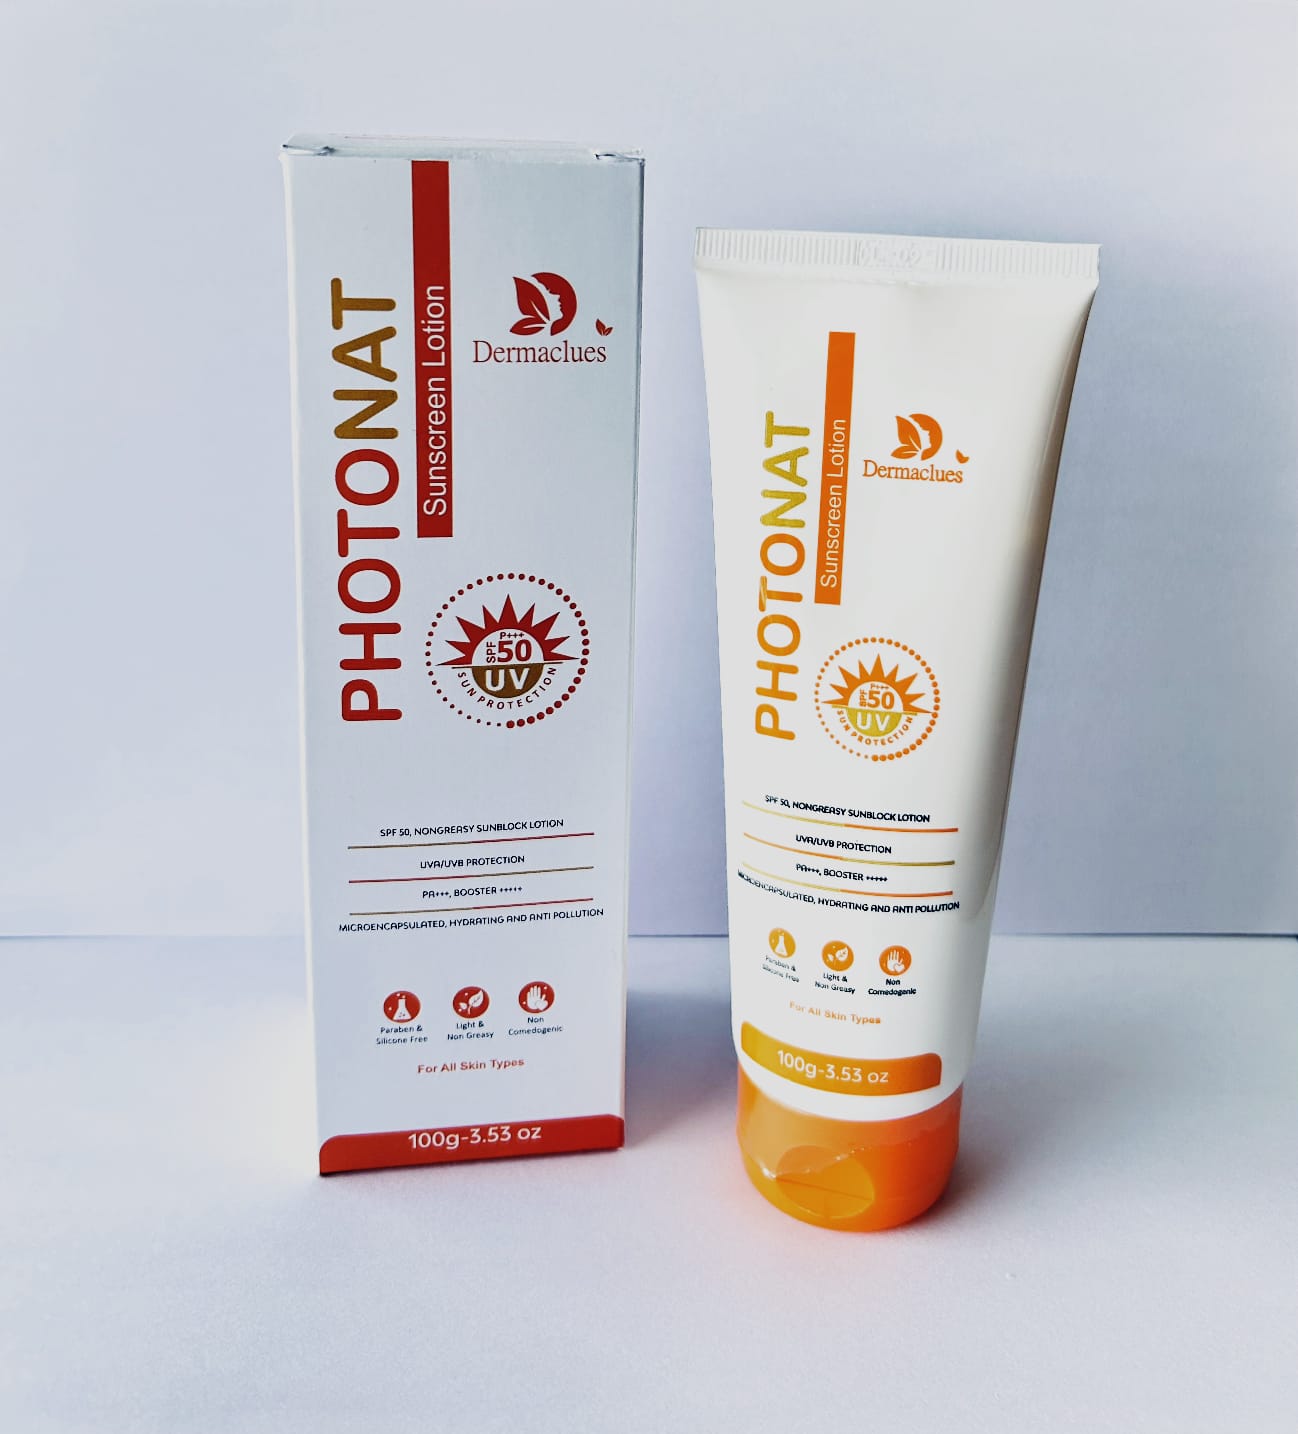 PHOTONAT
Sunscreen Lotion
Dermaclues
SPF 50 P+++
UV
SUN PROTECTION
SPF 50, NONGREASY SUNBLOCK LOTION
UVA/UVB PROTECTION
PA+++, BOOSTER +++++
MICROENCAPSULATED, HYDRATING AND ANTI POLLUTION
Paraben &
Silicone Free
Light &
Non Greasy
Non
Comedogenic
For All Skin Types
100g-3.53 oz
PHOTONAT
Sunscreen Lotion
Dermaclues
SPF 50 P+++
UV
SUN PROTECTION
SPF 50, NONGREASY SUNBLOCK LOTION
UVA/UVB PROTECTION
PA+++, BOOSTER +++++
MICROENCAPSULATED, HYDRATING AND ANTI POLLUTION
Paraben &
Silicone Free
Light &
Non Greasy
Non
Comedogenic
For All Skin Types
100g-3.53 oz